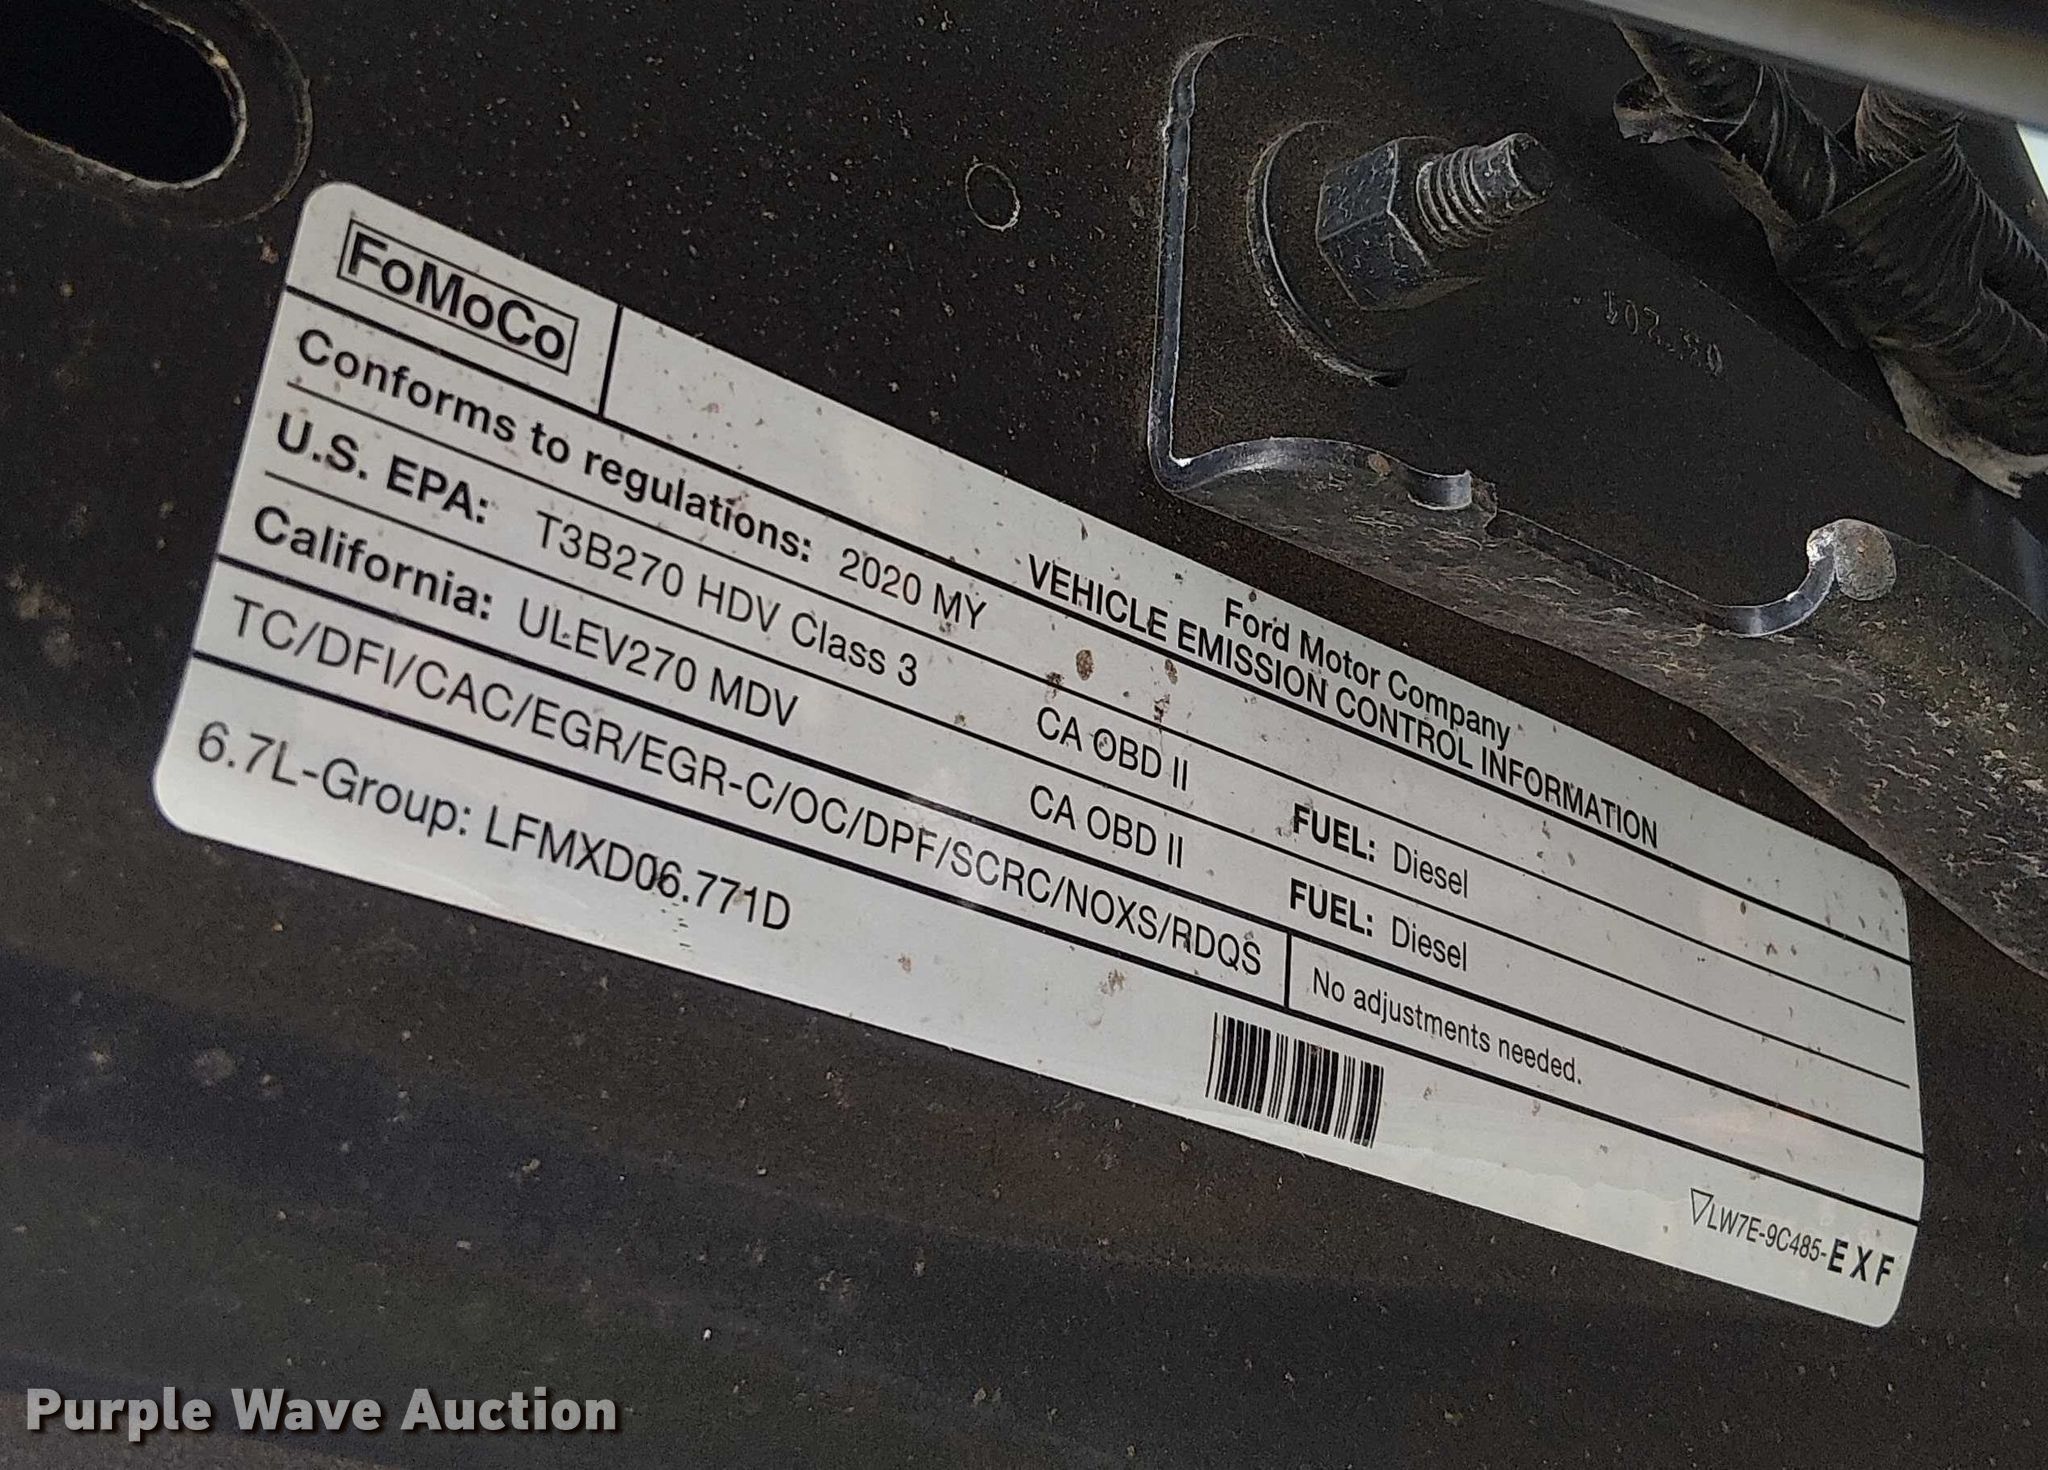 FoMoCo
Ford Motor Company
VEHICLE EMISSION CONTROL INFORMATION
Conforms to regulations: 2020 MY
U.S. EPA: T3B270 HDV Class 3 CA OBD II FUEL: Diesel
California: ULEV270 MDV CA OBD II FUEL: Diesel
TC/DFI/CAC/EGR/EGR-C/OC/DPF/SCRC/NOXS/RDQS No adjustments needed.
6.7L-Group: LFMXD06.771D
LW7E-9C485-EXF
Purple Wave Auction